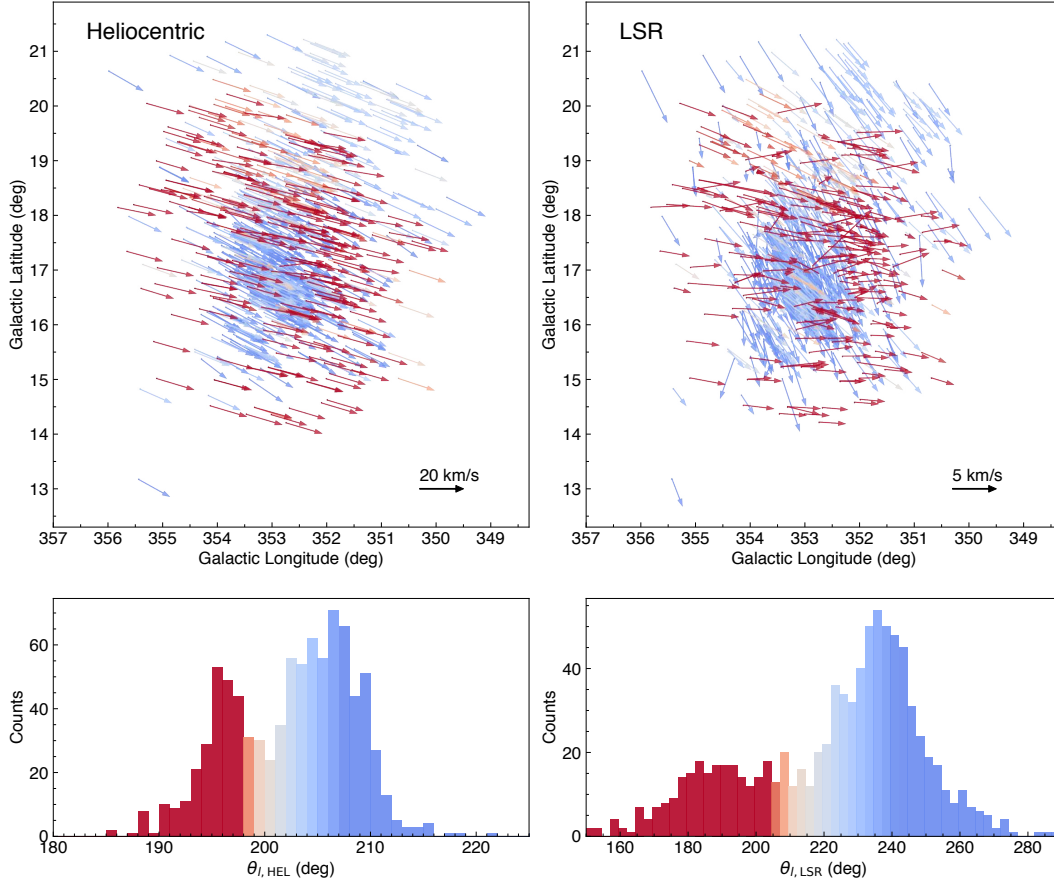 Heliocentric
21
20
19
18
17
16
15
14
13
Galactic Latitude (deg)
20 km/s
357 356 355 354 353 352 351 350 349
Galactic Longitude (deg)
LSR
21
20
19
18
17
16
15
14
13
Galactic Latitude (deg)
5 km/s
357 356 355 354 353 352 351 350 349
Galactic Longitude (deg)
60
40
20
0
Counts
180 190 200 210 220
θl, HEL (deg)
40
20
0
Counts
160 180 200 220 240 260 280
θl, LSR (deg)